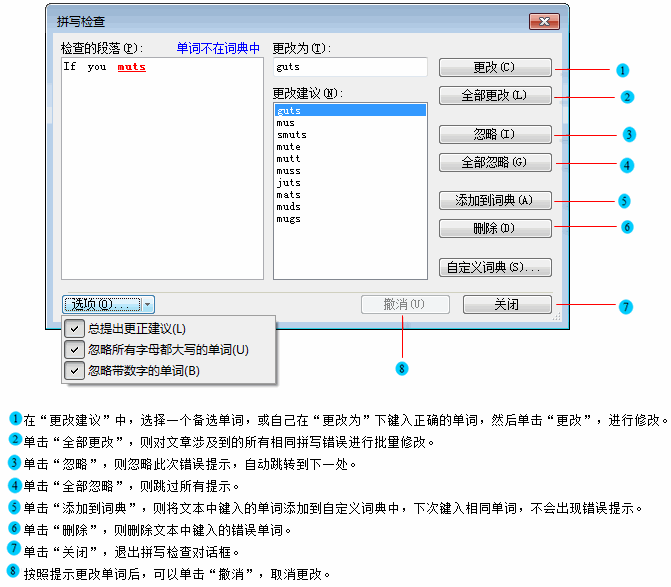 拼写检查
检查的段落(P): 单词不在词典中 更改为(T):
If you muts
guts
更改(C)
1
全部更改(L)
2
更改建议(N):
guts
mus
smuts
mute
mutt
muss
juts
mats
muds
mugs
忽略(I)
3
全部忽略(G)
4
添加到词典(A)
5
删除(D)
6
自定义词典(S)...
选项(O)...
撤消(U)
关闭
7
8
总提出更正建议(L)
忽略所有字母都大写的单词(U)
忽略带数字的单词(B)
1 在“更改建议”中，选择一个备选单词，或自己在“更改为”下键入正确的单词，然后单击“更改”，进行修改。
2 单击“全部更改”，则对文章涉及到的所有相同拼写错误进行批量修改。
3 单击“忽略”，则忽略此次错误提示，自动跳转到下一处。
4 单击“全部忽略”，则跳过所有提示。
5 单击“添加到词典”，则将文本中键入的单词添加到自定义词典中，下次键入相同单词，不会出现错误提示。
6 单击“删除”，则删除文本中键入的错误单词。
7 单击“关闭”，退出拼写检查对话框。
8 按照提示更改单词后，可以单击“撤消”，取消更改。